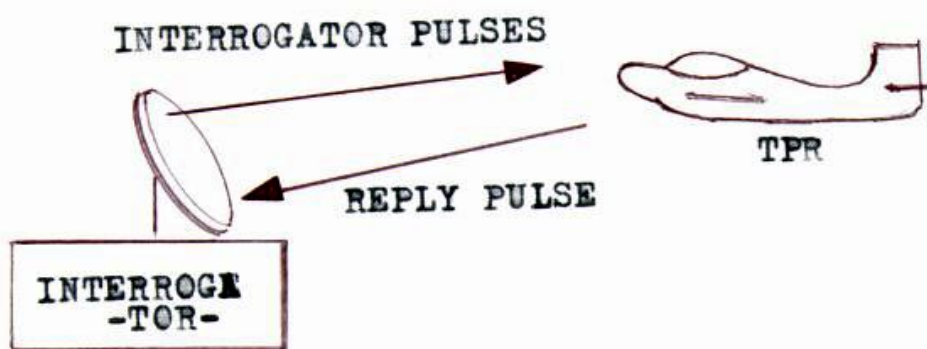 INTERROGATOR PULSES
TPR
REPLY PULSE
INTERROGA
-TOR-